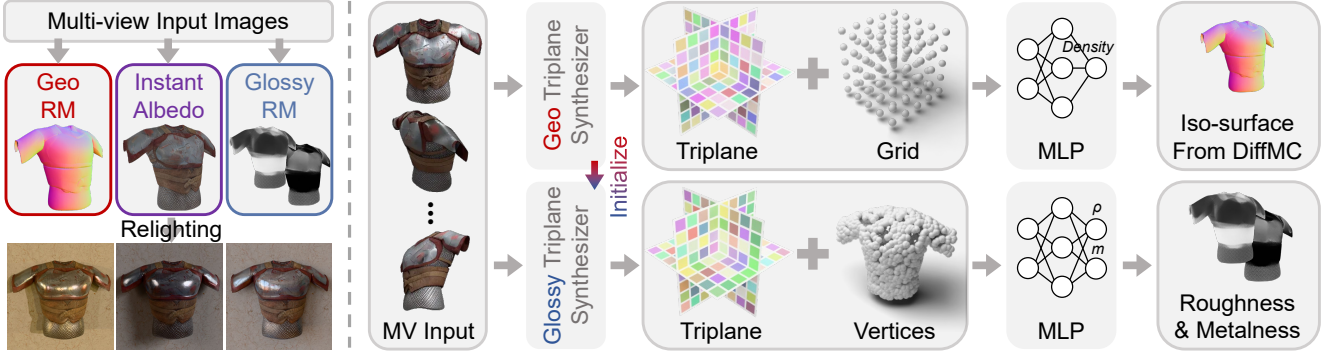 Multi-view Input Images
Geo
RM
Instant
Albedo
Glossy
RM
Relighting
MV Input
Geo Triplane
Synthesizer
Initialize
Glossy Triplane
Synthesizer
Triplane
Grid
Density
MLP
Iso-surface
From DiffMC
Triplane
Vertices
ρ
m
MLP
Roughness
& Metalness